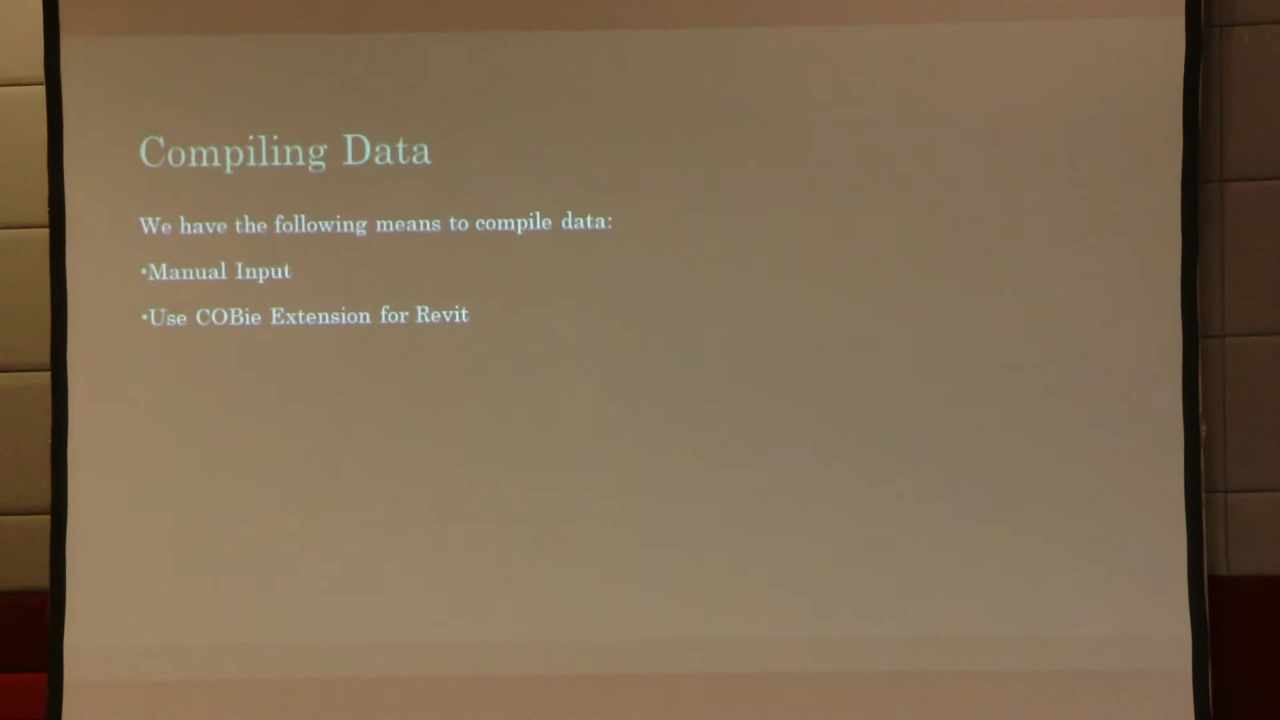 Compiling Data
We have the following means to compile data:
•Manual Input
•Use COBie Extension for Revit